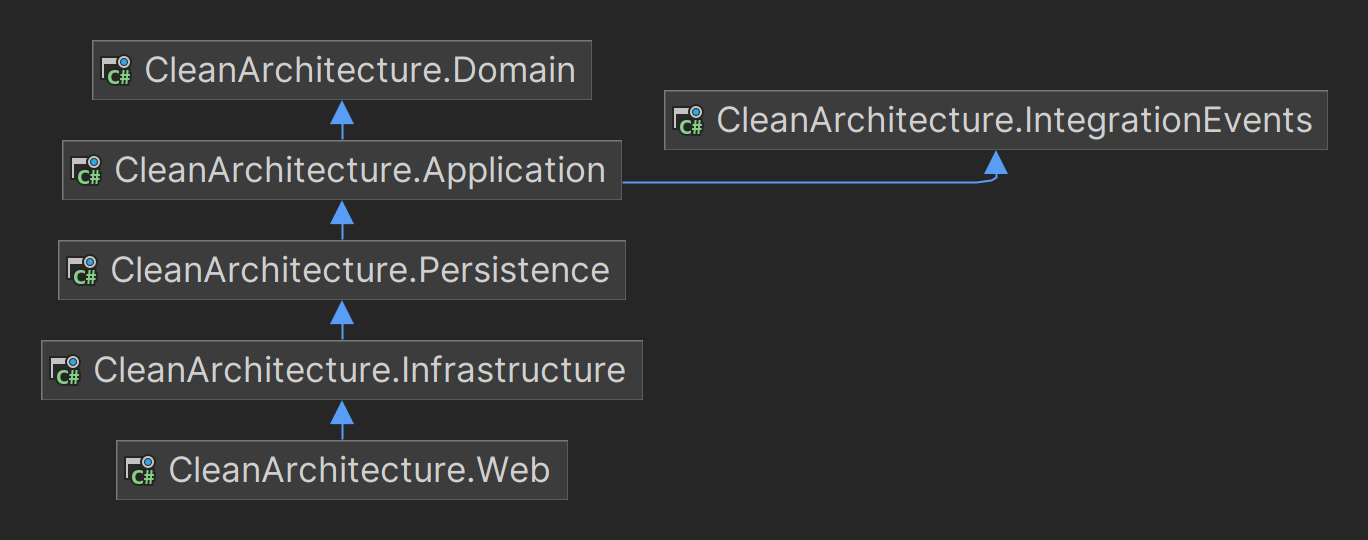 C# CleanArchitecture.Domain
C# CleanArchitecture.IntegrationEvents
C# CleanArchitecture.Application
C# CleanArchitecture.Persistence
C# CleanArchitecture.Infrastructure
C# CleanArchitecture.Web